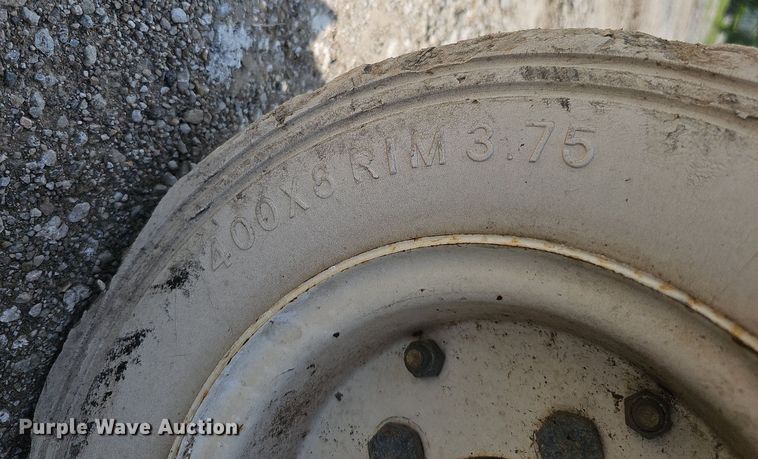 400X8 RIM 3.75
Purple Wave Auction